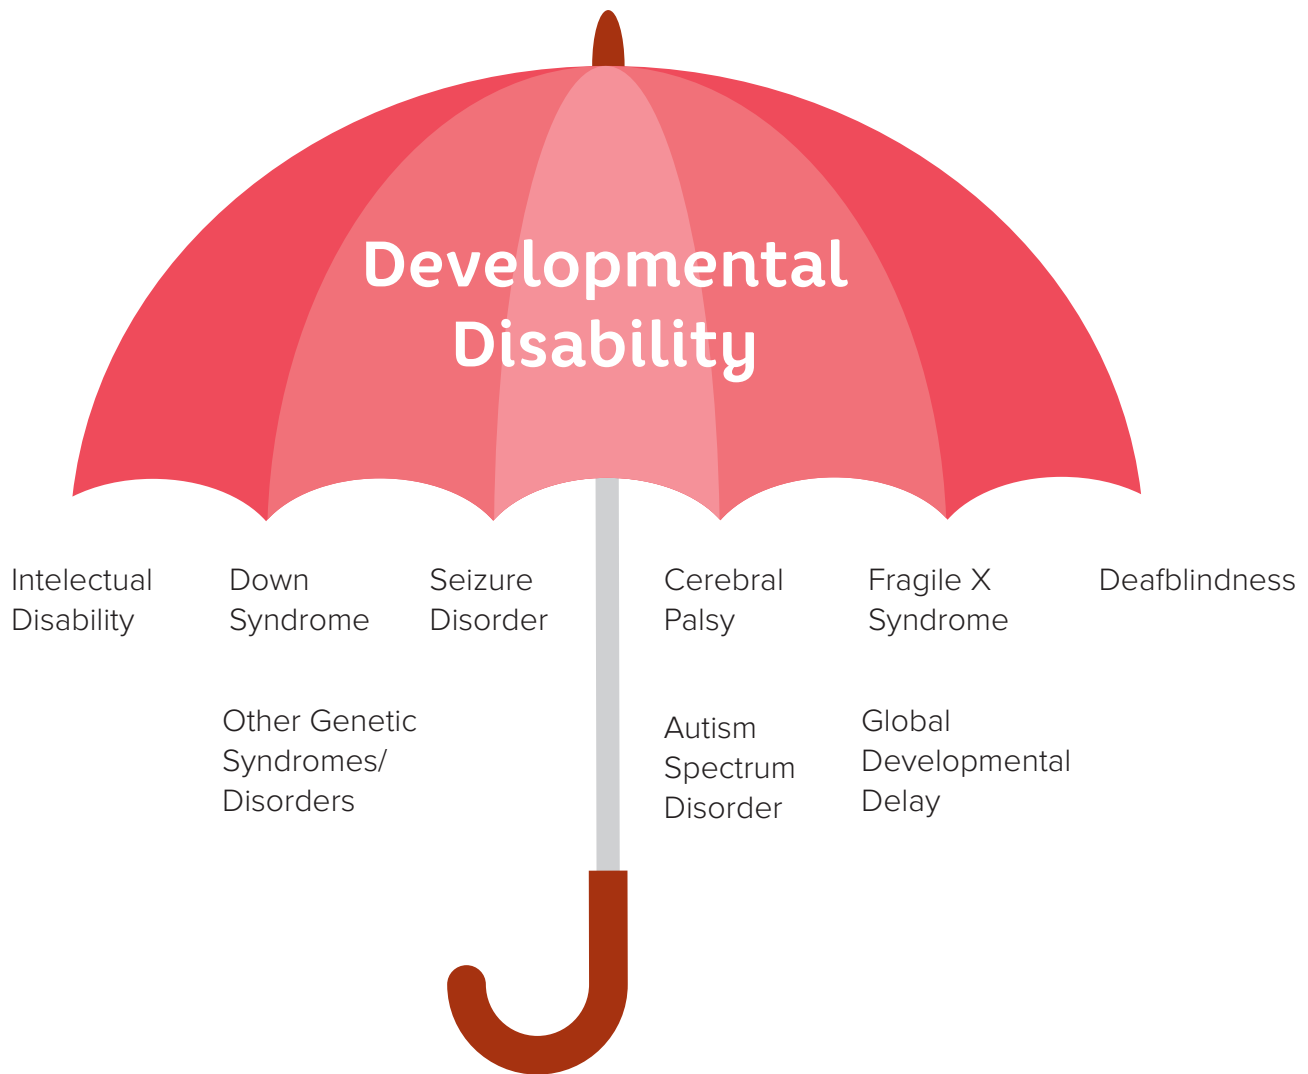 Developmental
Disability
Intelectual
Disability
Down
Syndrome
Seizure
Disorder
Cerebral
Palsy
Fragile X
Syndrome
Deafblindness
Other Genetic
Syndromes/
Disorders
Autism
Spectrum
Disorder
Global
Developmental
Delay